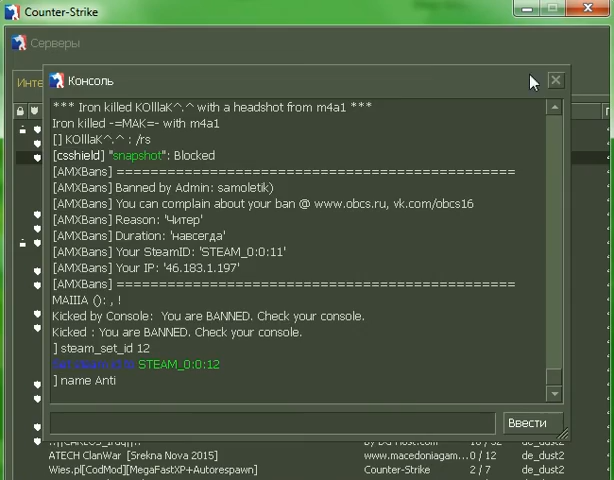 Counter-Strike
Серверы
Инте
Консоль
*** Iron killed KOlllaK^.^ with a headshot from m4a1 ***
Iron killed -=MAK=- with m4a1
[] KOlllaK^.^ : /rs
[csshield] "snapshot": Blocked
[AMXBans] ===============================================
[AMXBans] Banned by Admin: samoletik)
[AMXBans] You can complain about your ban @ www.obcs.ru, vk.com/obcs16
[AMXBans] Reason: 'Читер'
[AMXBans] Duration: 'навсегда'
[AMXBans] Your SteamID: 'STEAM_0:0:11'
[AMXBans] Your IP: '46.183.1.197'
[AMXBans] ===============================================
МАШІА (): , !
Kicked by Console: You are BANNED. Check your console.
Kicked : You are BANNED. Check your console.
] steam_set_id 12
STEAM_0:0:12
] name Anti
Ввести
de_dust2
ATECH ClanWar [Srekna Nova 2015] www.macedoniagam... 0 / 12 de_dust2
Wies.pl[CodMod][MegaFastXP+Autorespawn] Counter-Strike 2 / 7 de_dust2